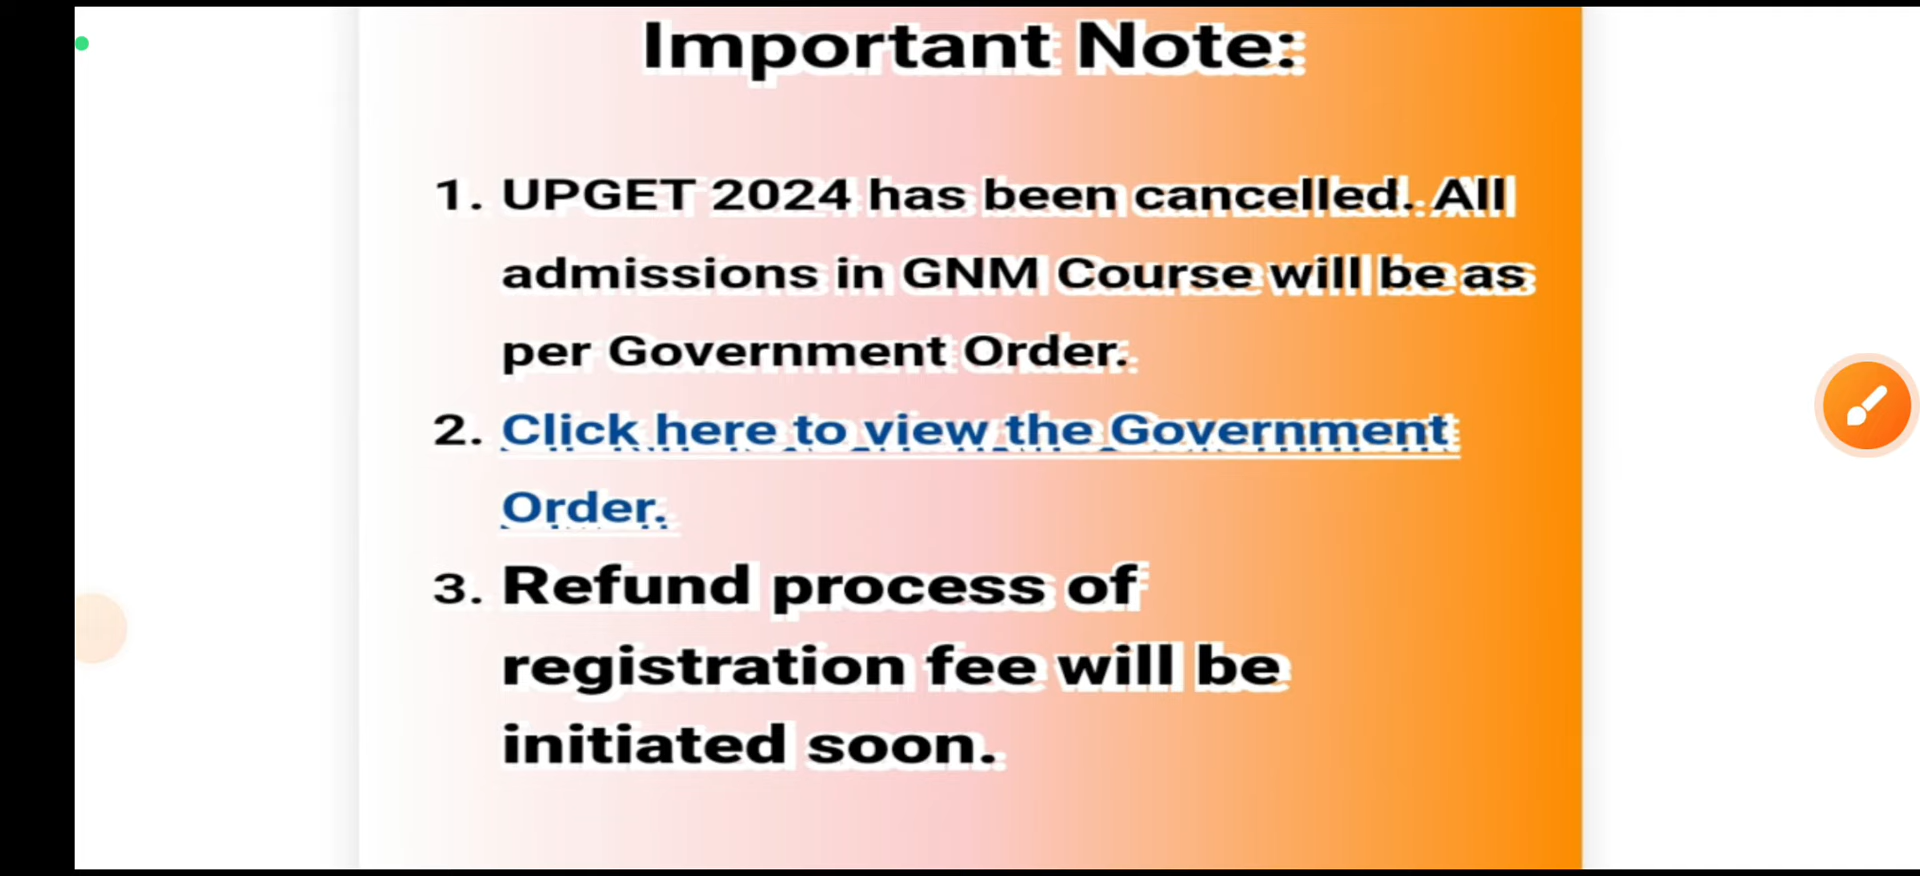 Important Note:
1. UPGET 2024 has been cancelled. All
admissions in GNM Course will be as
per Government Order.
2. Click here to view the Government
Order.
3. Refund process of
registration fee will be
initiated soon.